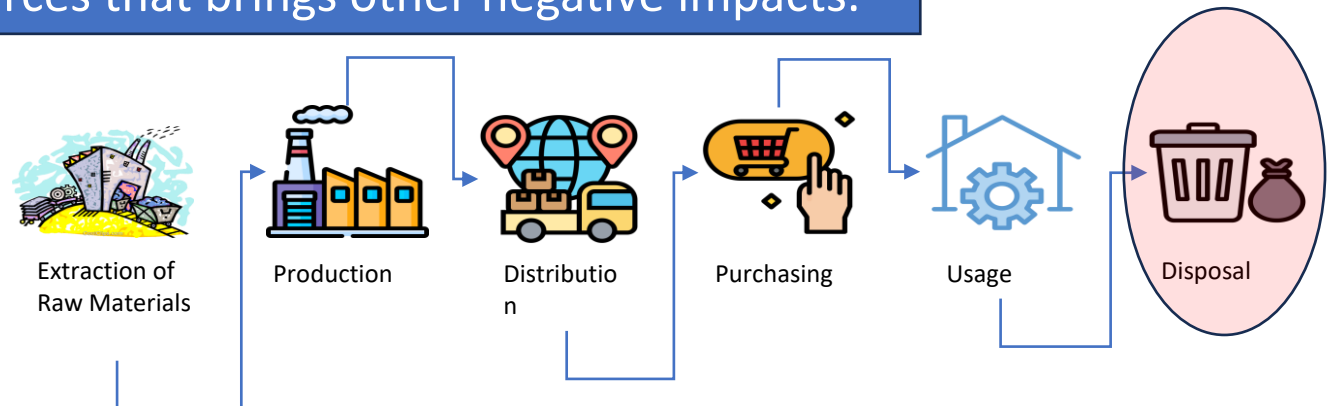 rces that brings other negative impacts.
Extraction of
Raw Materials
Production
Distributio
n
Purchasing
Usage
Disposal